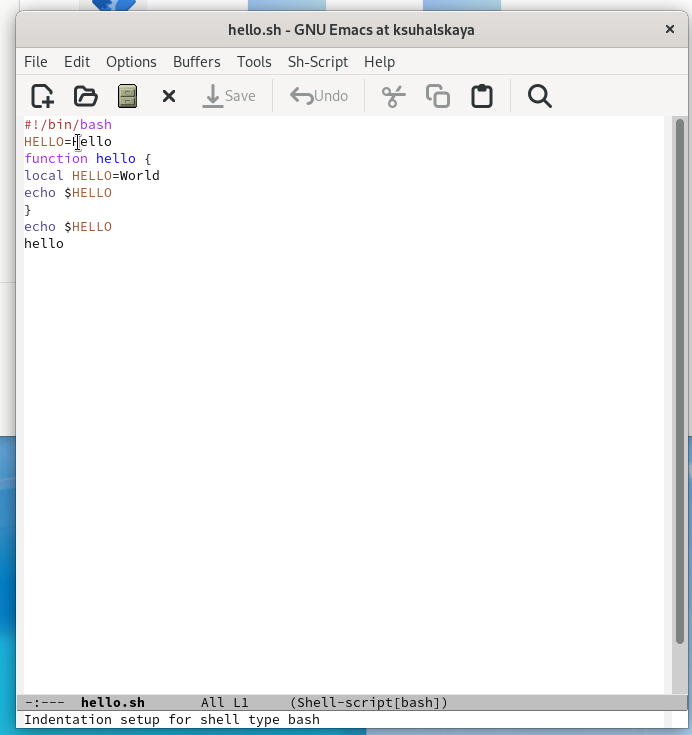 hello.sh - GNU Emacs at ksuhalskaya
File Edit Options Buffers Tools Sh-Script Help
Save Undo
#!/bin/bash
HELLO=Hello
function hello {
local HELLO=World
echo $HELLO
}
echo $HELLO
hello
-:--- hello.sh All L1 (Shell-script[bash])
Indentation setup for shell type bash